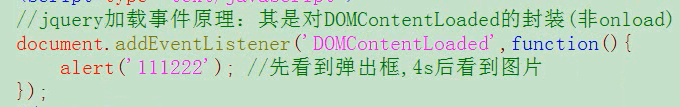 //jquery加载事件原理：其是对DOMContentLoaded的封装(非onload)
document.addEventListener('DOMContentLoaded',function(){
    alert('111222'); //先看到弹出框,4s后看到图片
});